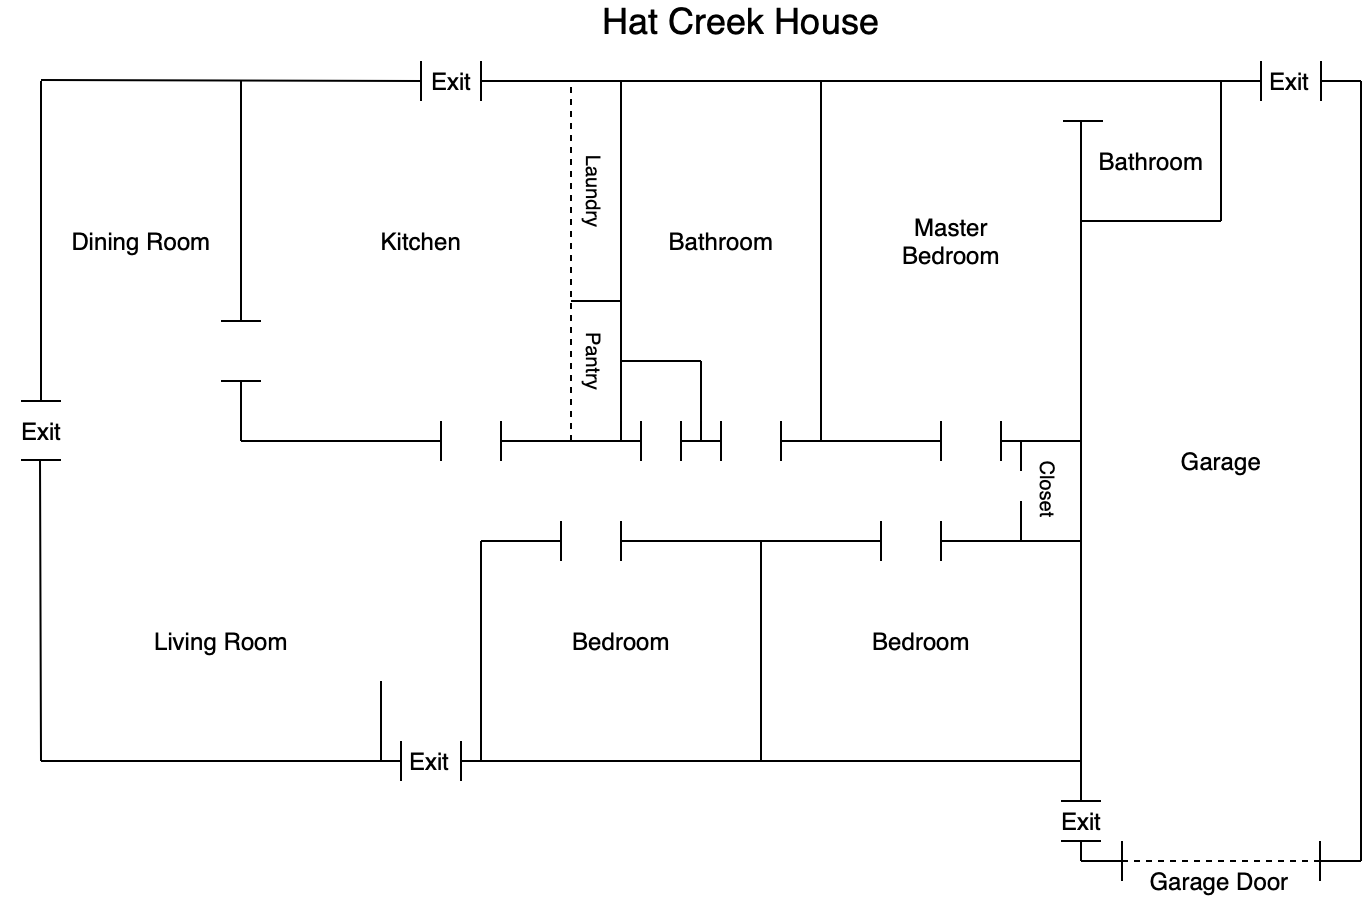 Hat Creek House
Exit
Exit
Laundry
Bathroom
Dining Room
Kitchen
Bathroom
Master
Bedroom
Pantry
Exit
Garage
Closet
Living Room
Bedroom
Bedroom
Exit
Exit
Garage Door